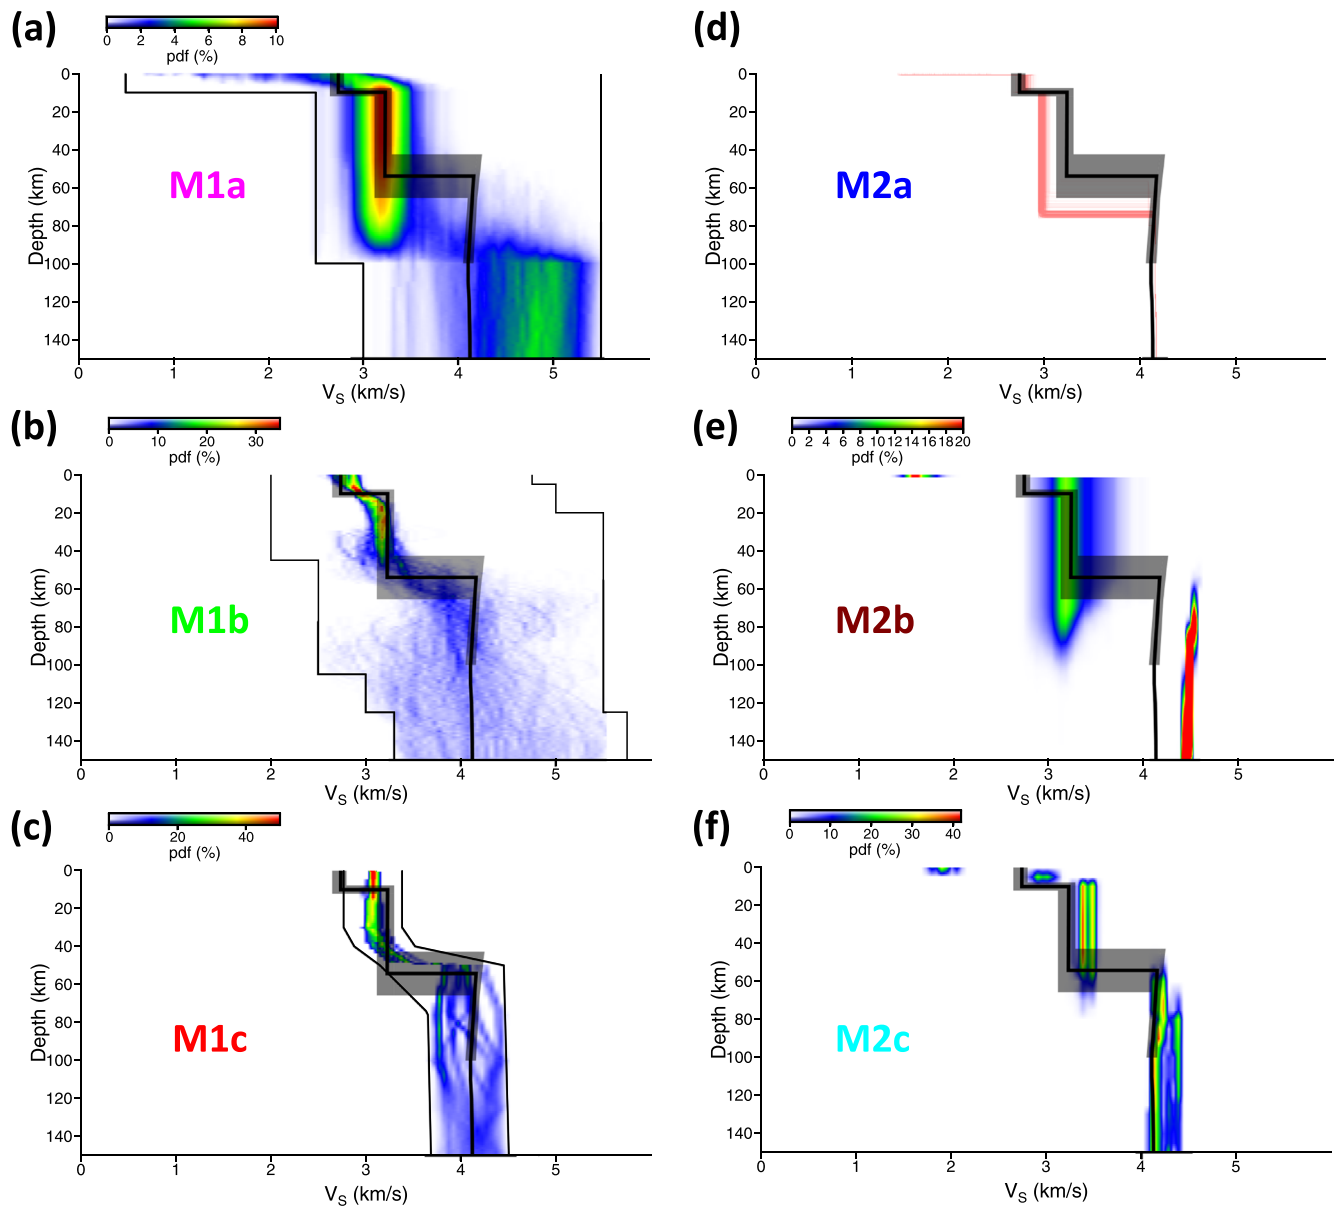 (a)
0 2 4 6 8 10
pdf (%)
0
20
40
60
80
100
120
140
Depth (km)
M1a
0 1 2 3 4 5
VS (km/s)
(d)
0
20
40
60
80
100
120
140
Depth (km)
M2a
0 1 2 3 4 5
VS (km/s)
(b)
0 10 20 30
pdf (%)
0
20
40
60
80
100
120
140
Depth (km)
M1b
0 1 2 3 4 5
VS (km/s)
(e)
0 2 4 6 8 10 12 14 16 18 20
pdf (%)
0
20
40
60
80
100
120
140
Depth (km)
M2b
0 1 2 3 4 5
VS (km/s)
(c)
0 20 40
pdf (%)
0
20
40
60
80
100
120
140
Depth (km)
M1c
0 1 2 3 4 5
VS (km/s)
(f)
0 10 20 30 40
pdf (%)
0
20
40
60
80
100
120
140
Depth (km)
M2c
0 1 2 3 4 5
VS (km/s)